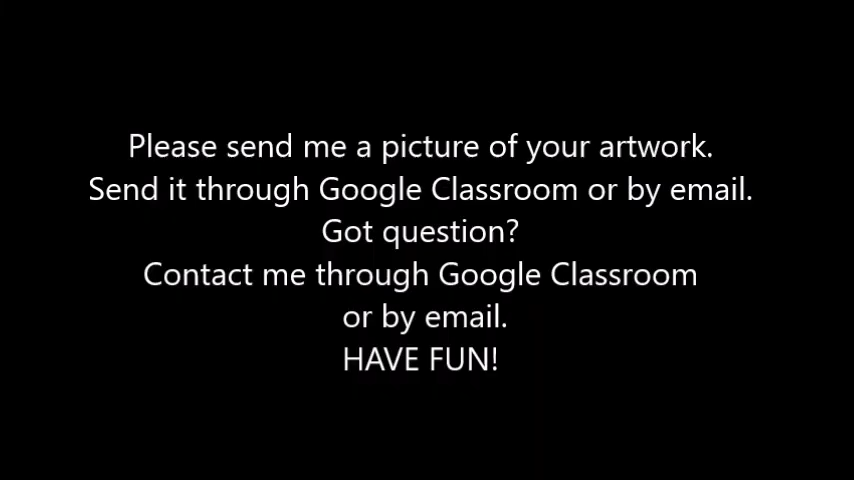 Please send me a picture of your artwork.
Send it through Google Classroom or by email.
Got question?
Contact me through Google Classroom
or by email.
HAVE FUN!